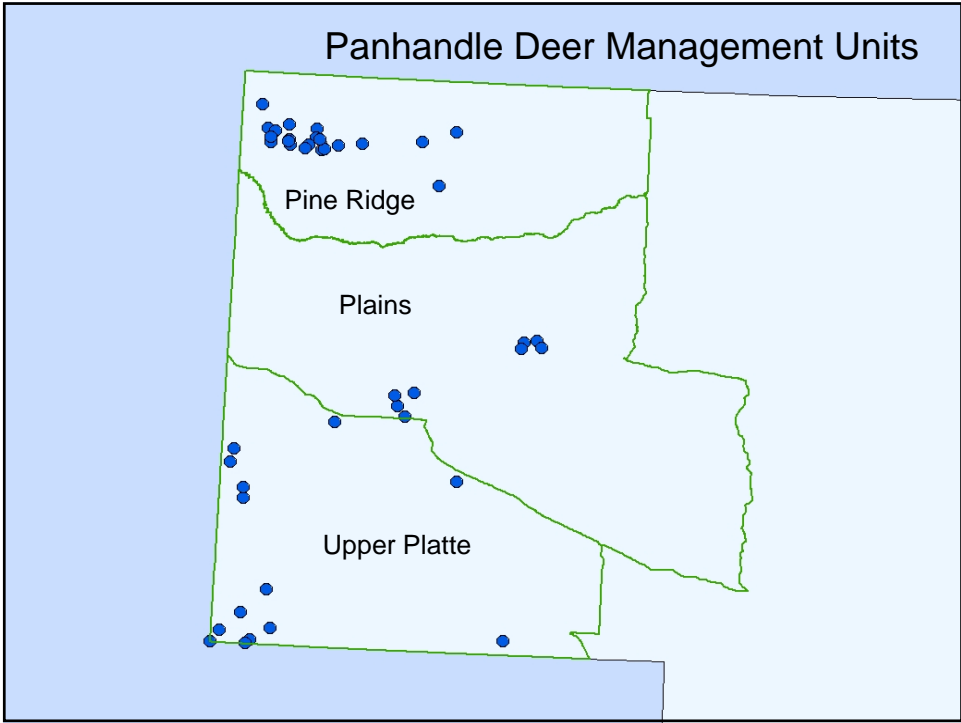 Panhandle Deer Management Units
Pine Ridge
Plains
Upper Platte